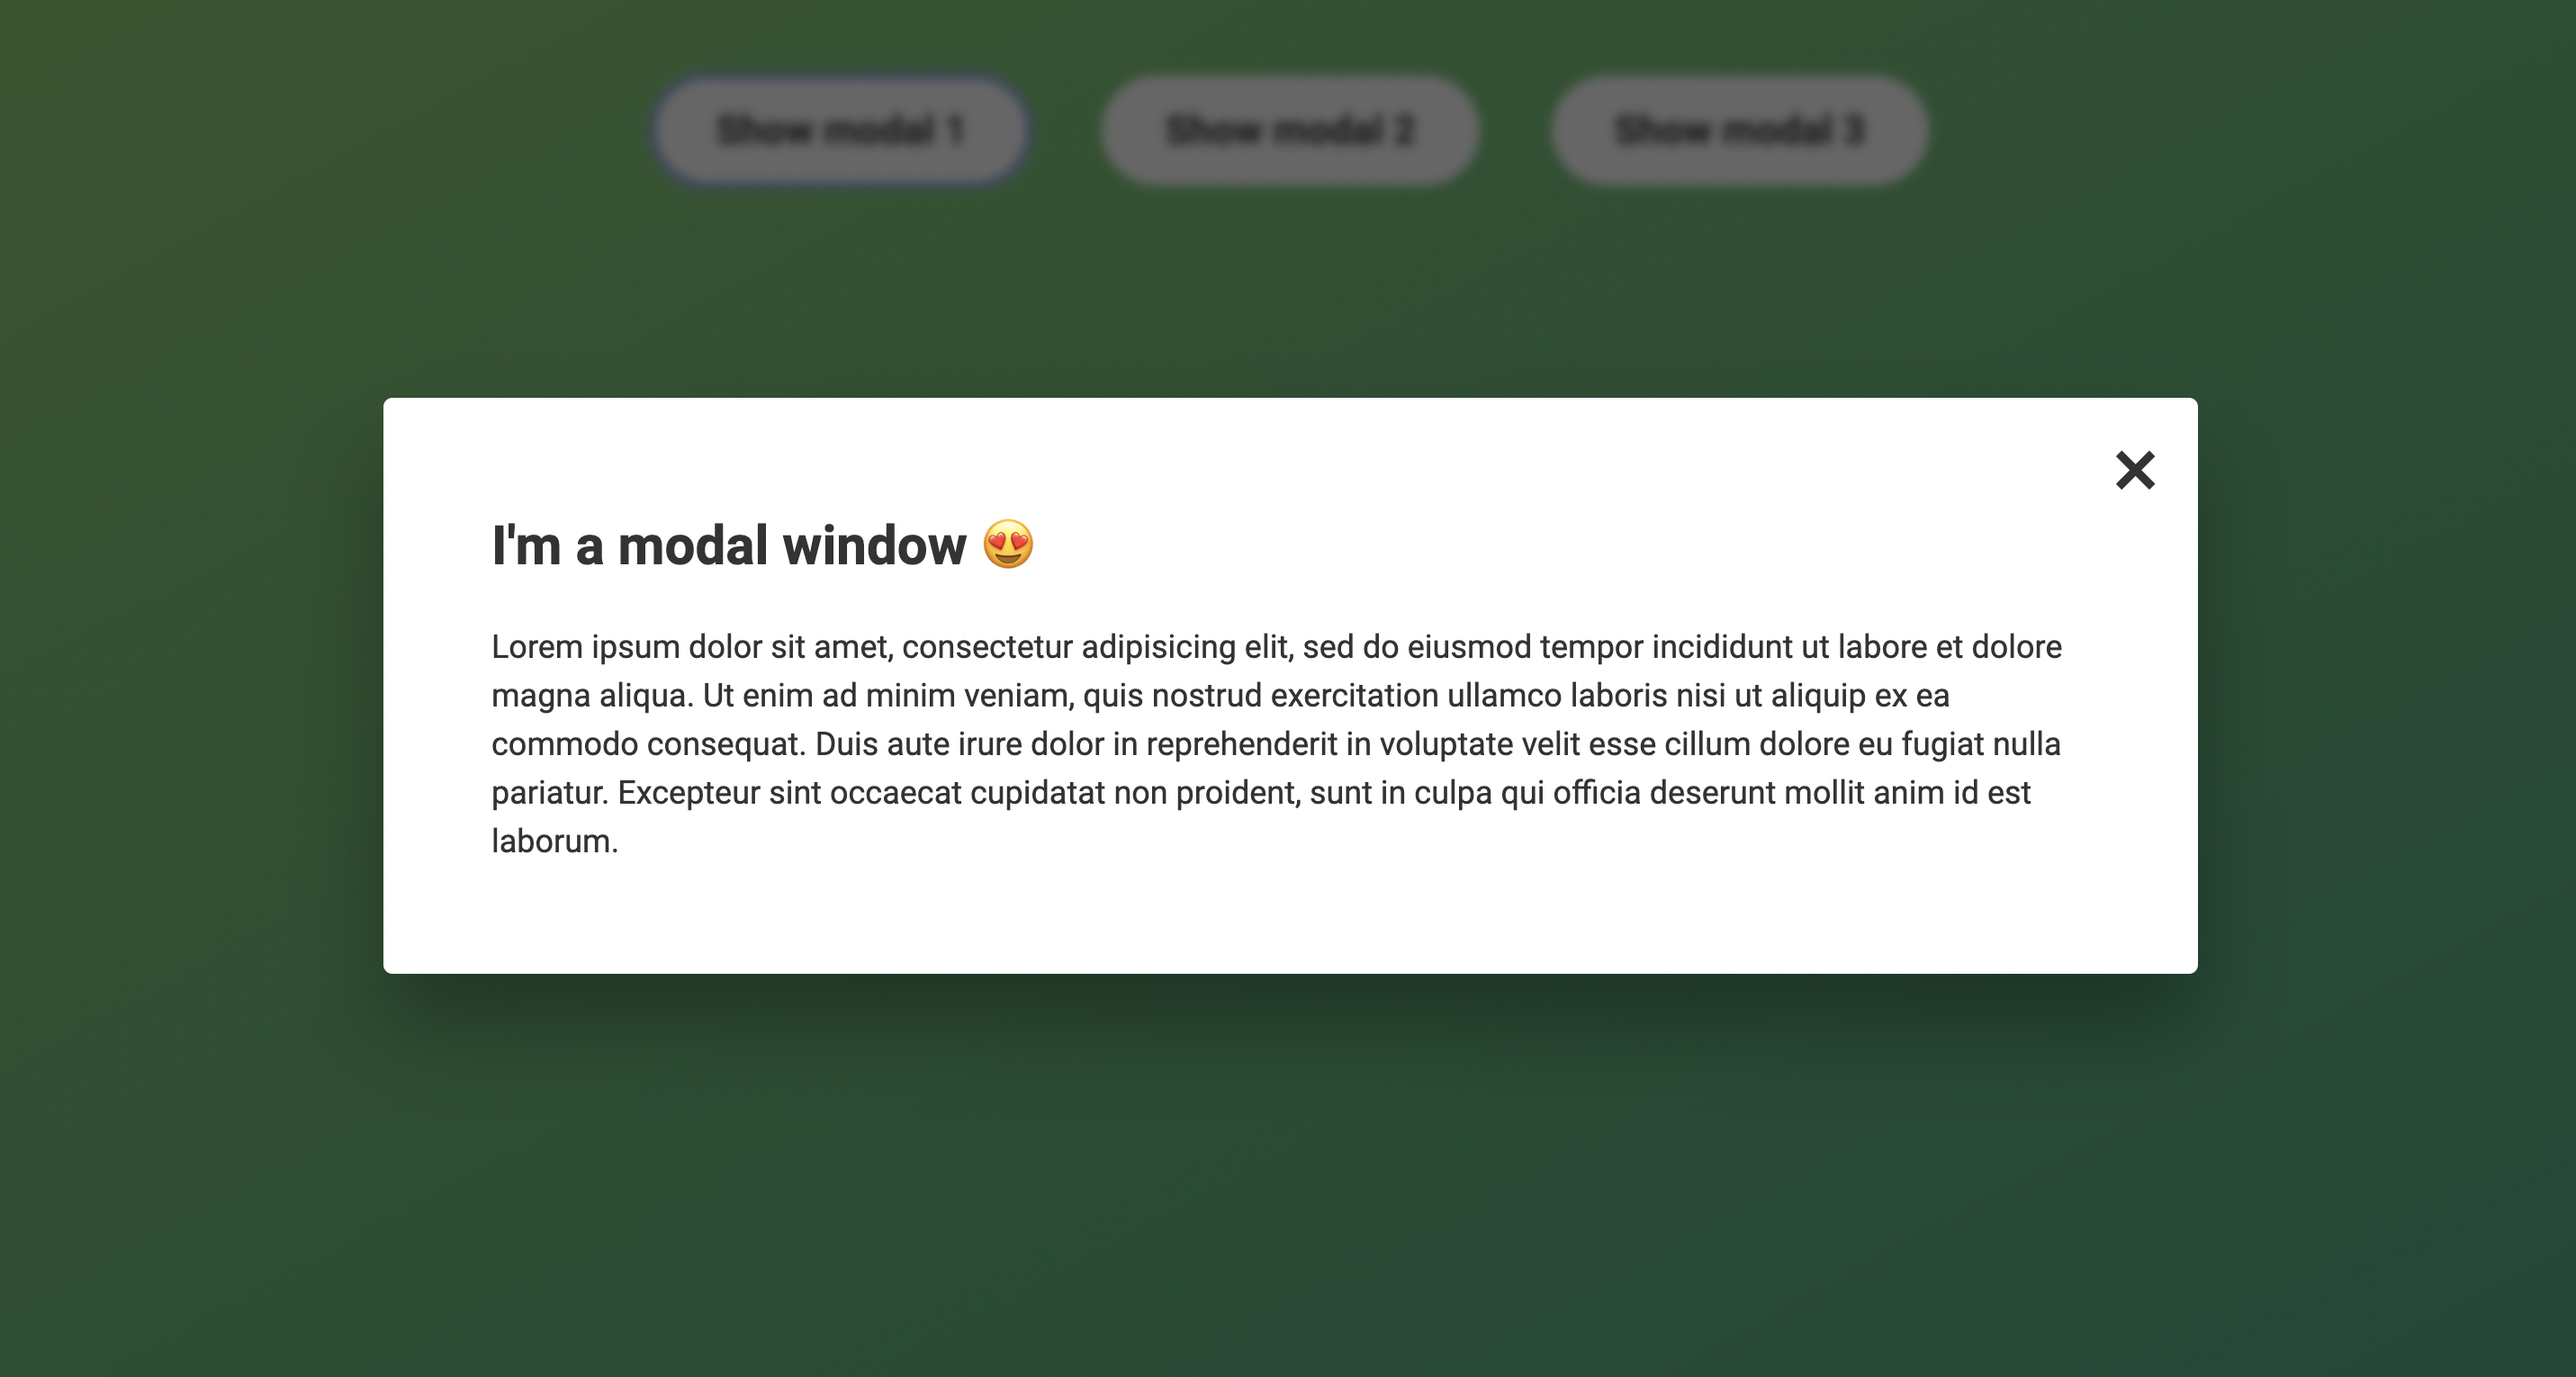 Show modal 1
Show modal 2
Show modal 3
×
I'm a modal window 😍
Lorem ipsum dolor sit amet, consectetur adipisicing elit, sed do eiusmod tempor incididunt ut labore et dolore
magna aliqua. Ut enim ad minim veniam, quis nostrud exercitation ullamco laboris nisi ut aliquip ex ea
commodo consequat. Duis aute irure dolor in reprehenderit in voluptate velit esse cillum dolore eu fugiat nulla
pariatur. Excepteur sint occaecat cupidatat non proident, sunt in culpa qui officia deserunt mollit anim id est
laborum.